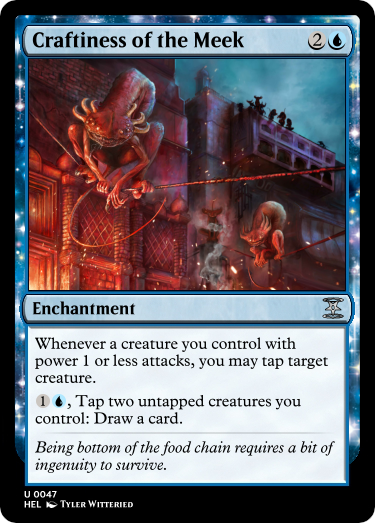 Craftiness of the Meek 2
Enchantment
Whenever a creature you control with
power 1 or less attacks, you may tap target
creature.
1, Tap two untapped creatures you
control: Draw a card.
Being bottom of the food chain requires a bit of
ingenuity to survive.
U 0047
HEL Tyler Witteried